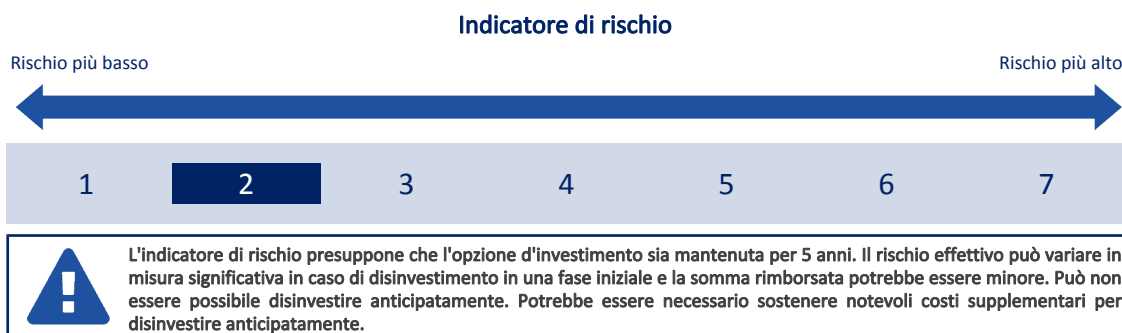 Indicatore di rischio
Rischio più basso Rischio più alto
1 2 3 4 5 6 7
L'indicatore di rischio presuppone che l'opzione d'investimento sia mantenuta per 5 anni. Il rischio effettivo può variare in
misura significativa in caso di disinvestimento in una fase iniziale e la somma rimborsata potrebbe essere minore. Può non
essere possibile disinvestire anticipatamente. Potrebbe essere necessario sostenere notevoli costi supplementari per
disinvestire anticipatamente.